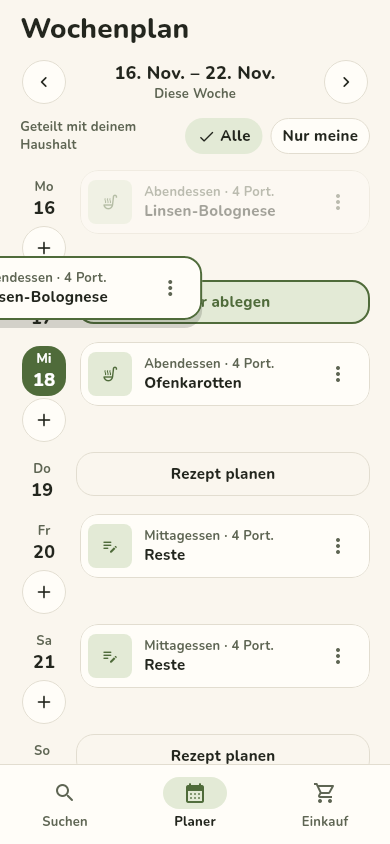 Wochenplan
16. Nov. – 22. Nov.
Diese Woche
Geteilt mit deinem
Haushalt
Alle
Nur meine
Mo
16
Abendessen · 4 Port.
Linsen-Bolognese
endessen · 4 Port.
sen-Bolognese
ablegen
Mi
18
Abendessen · 4 Port.
Ofenkarotten
Do
19
Rezept planen
Fr
20
Mittagessen · 4 Port.
Reste
Sa
21
Mittagessen · 4 Port.
Reste
So
Rezept planen
Suchen
Planer
Einkauf